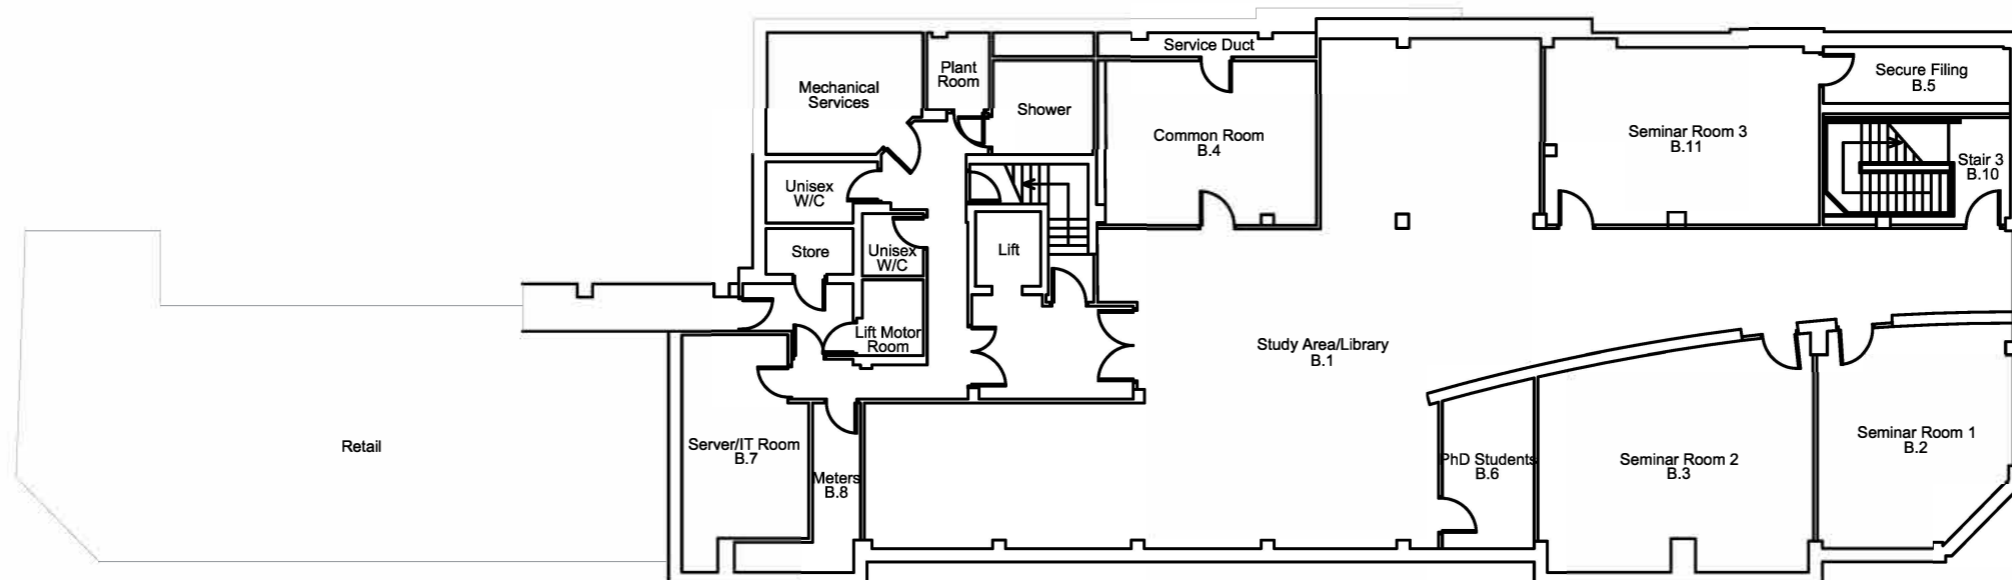 Service Duct
Plant
Room
Mechanical
Services
Shower
Secure Filing
B.5
Common Room
B.4
Seminar Room 3
B.11
Stair 3
B.10
Unisex
W/C
Store
Unisex
W/C
Lift
Lift Motor
Room
Study Area/Library
B.1
Retail
Server/IT Room
B.7
Meters
B.8
PhD Students
B.6
Seminar Room 2
B.3
Seminar Room 1
B.2